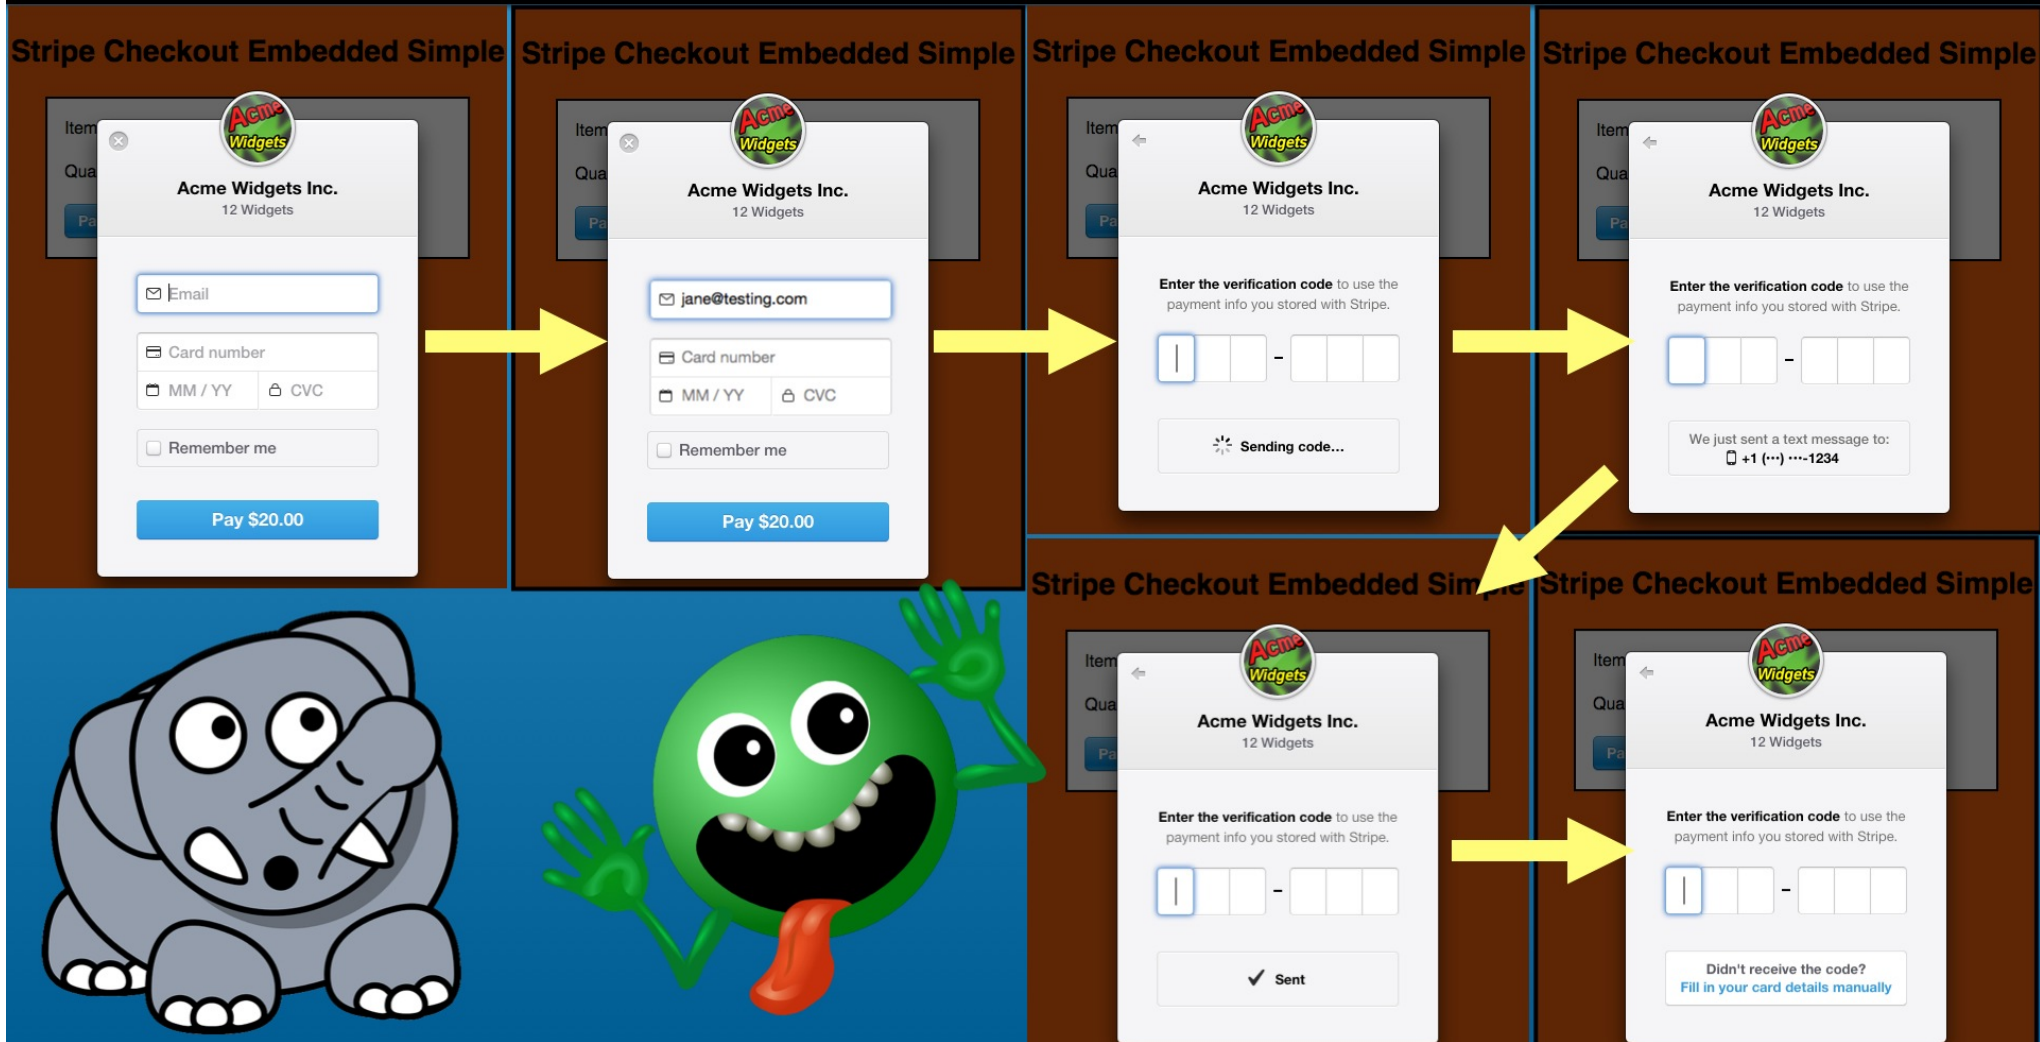 Stripe Checkout Embedded Simple
Item
Qua
Pa
Acme
Widgets
Acme Widgets Inc.
12 Widgets
Email
Card number
MM / YY CVC
Remember me
Pay $20.00
Stripe Checkout Embedded Simple
Item
Qua
Pa
Acme
Widgets
Acme Widgets Inc.
12 Widgets
jane@testing.com
Card number
MM / YY CVC
Remember me
Pay $20.00
Stripe Checkout Embedded Simple
Item
Qua
Pa
Acme
Widgets
Acme Widgets Inc.
12 Widgets
Enter the verification code to use the
payment info you stored with Stripe.
-
Sending code...
Stripe Checkout Embedded Simple
Item
Qua
Pa
Acme
Widgets
Acme Widgets Inc.
12 Widgets
Enter the verification code to use the
payment info you stored with Stripe.
-
We just sent a text message to:
+1 (···) ···-1234
Stripe Checkout Embedded Simple
Item
Qua
Pa
Acme
Widgets
Acme Widgets Inc.
12 Widgets
Enter the verification code to use the
payment info you stored with Stripe.
-
Sent
Stripe Checkout Embedded Simple
Item
Qua
Pa
Acme
Widgets
Acme Widgets Inc.
12 Widgets
Enter the verification code to use the
payment info you stored with Stripe.
-
Didn't receive the code?
Fill in your card details manually